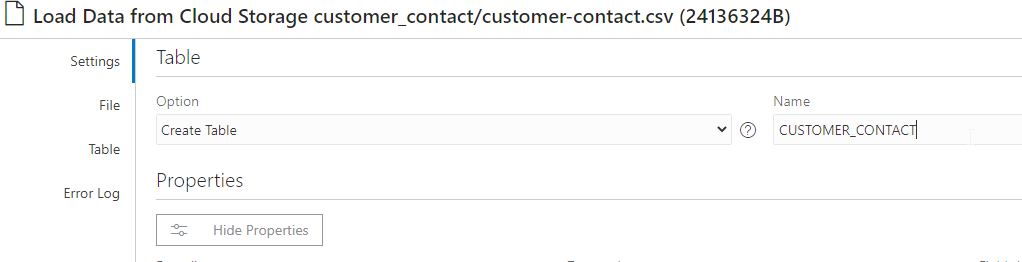 Load Data from Cloud Storage customer_contact/customer-contact.csv (24136324B)
Settings
File
Table
Error Log
Table
Option
Name
Create Table
CUSTOMER_CONTACT
Properties
Hide Properties